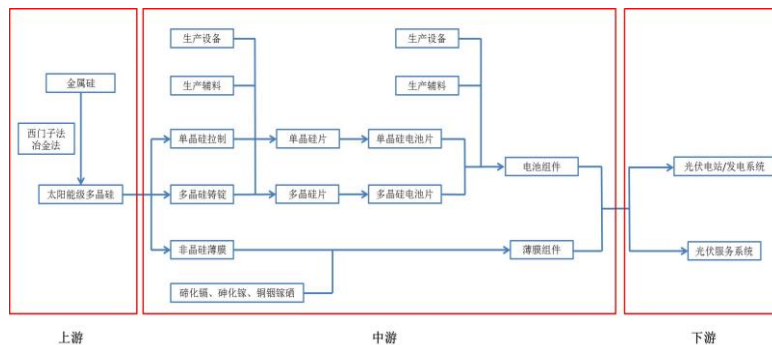 金属硅
西门子法
冶金法
太阳能级多晶硅
生产设备
生产辅料
单晶硅拉制
单晶硅片
单晶硅电池片
多晶硅铸锭
多晶硅片
多晶硅电池片
非晶硅薄膜
碲化镉、砷化镓、铜铟镓硒
生产设备
生产辅料
电池组件
薄膜组件
光伏电站/发电系统
光伏服务系统
上游
中游
下游